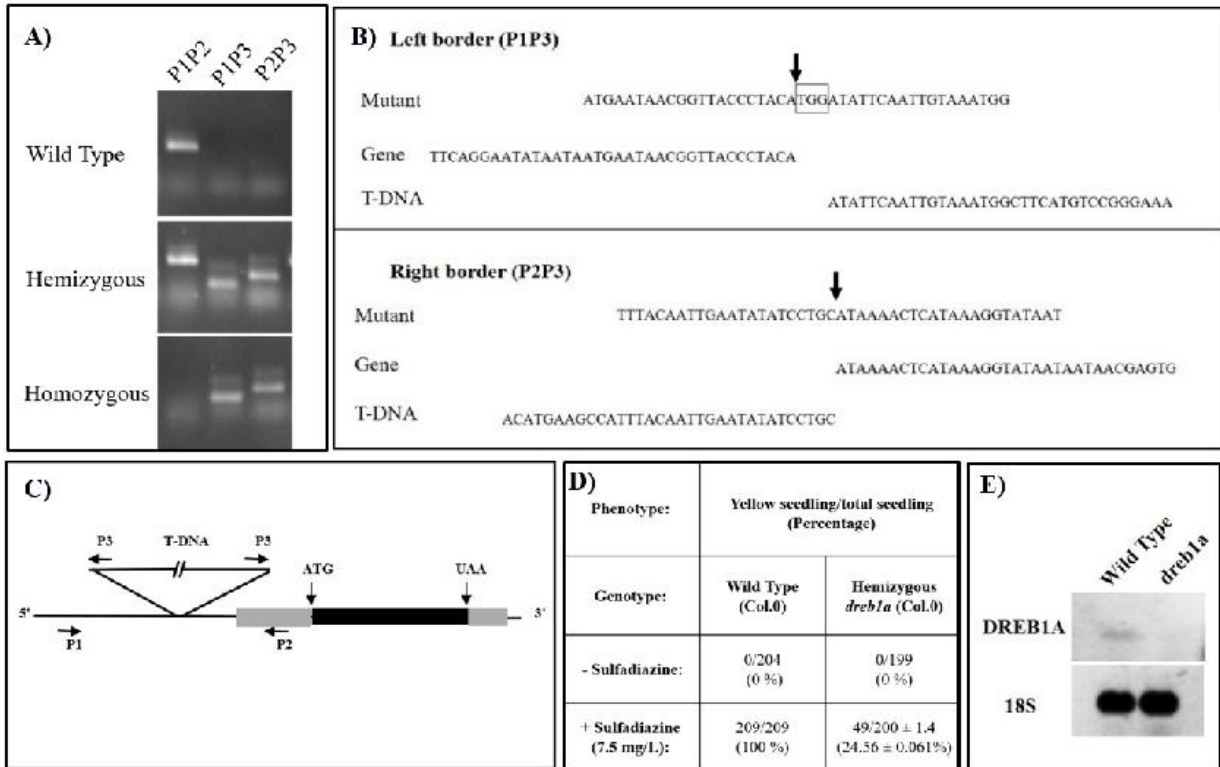 A)
P1P2 P1P3 P2P3
Wild Type
Hemizygous
Homozygous
B) Left border (P1P3)
Mutant ATGAATAACGGTTACCCTACATGGATATTCAATTGTAAATGG
Gene TTCAGGAATATAATAATGAATAACGGTTACCCTACA
T-DNA ATATTCAATTGTAAATGGCTTCATGTCCGGGAAA
Right border (P2P3)
Mutant TTTACAATTGAATATATCCTGCATAAAACTCATAAAGGTATAAT
Gene ATAAAACTCATAAAGGTATAATAATAACGAGTG
T-DNA ACATGAAGCCATTTACAATTGAATATATCCTGC
C)
P3 T-DNA P3
ATG UAA
5' 3'
P1 P2
D)
Phenotype: Yellow seedling/total seedling
(Percentage)
Genotype: Wild Type
(Col.0)
Hemizygous
dreb1a (Col.0)
- Sulfadiazine: 0/204
(0 %)
0/199
(0 %)
+ Sulfadiazine
(7.5 mg/L):
209/209
(100 %)
49/200 ± 1.4
(24.56 ± 0.061%)
E)
Wild Type dreb1a
DREB1A
18S